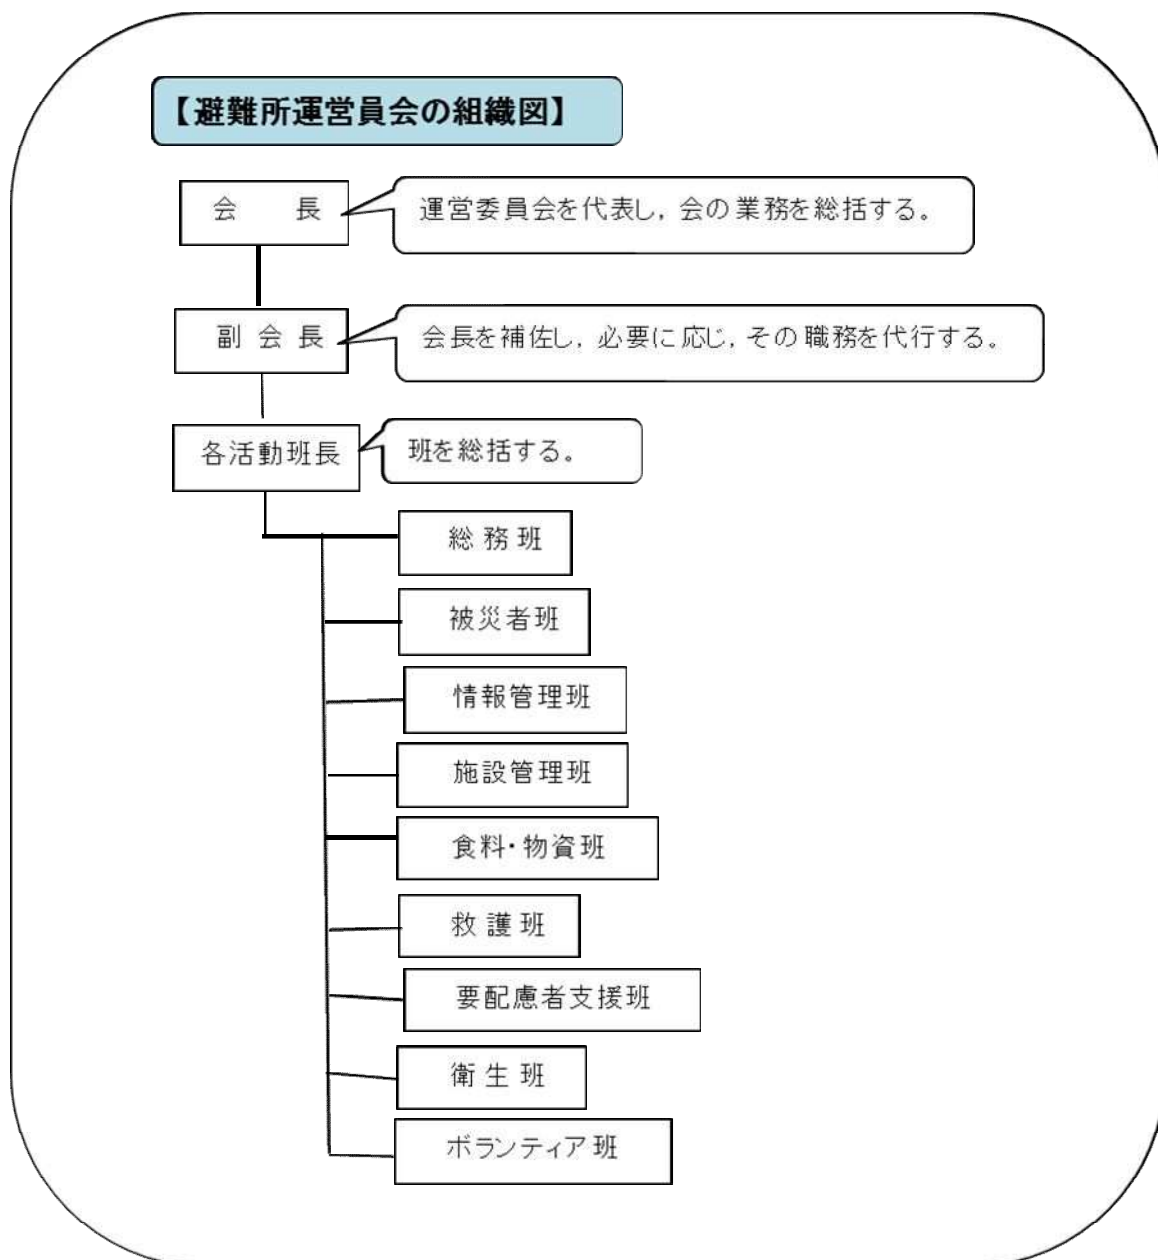 【避難所運営員会の組織図】
会　　長
運営委員会を代表し，会の業務を総括する。
副 会 長
会長を補佐し，必要に応じ，その職務を代行する。
各活動班長
班を総括する。
総 務 班
被災者班
情報管理班
施設管理班
食料・物資班
救 護 班
要配慮者支援班
衛 生 班
ボランティア班